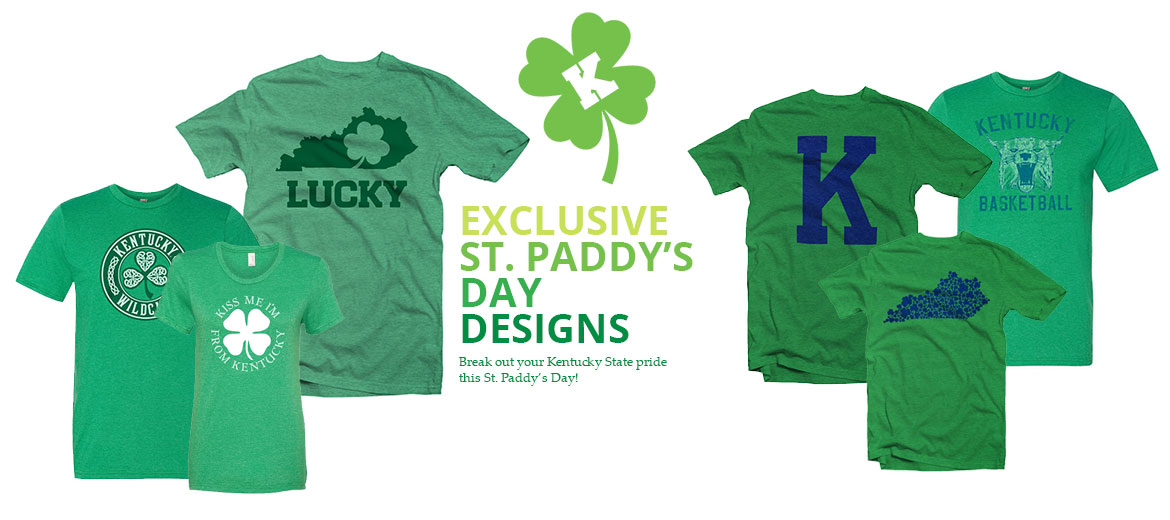 KENTUCKY
WILDC
KISS ME I'M
FROM KENTUCKY
LUCKY
K
EXCLUSIVE
ST. PADDY'S
DAY
DESIGNS
Break out your Kentucky State pride
this St. Paddy's Day!
K
KENTUCKY
BASKETBALL